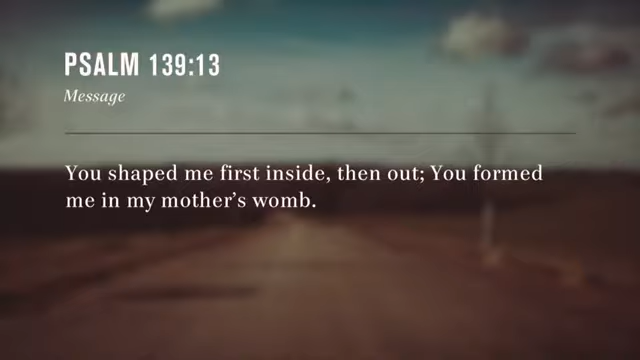 PSALM 139:13
Message
You shaped me first inside, then out; You formed
me in my mother’s womb.